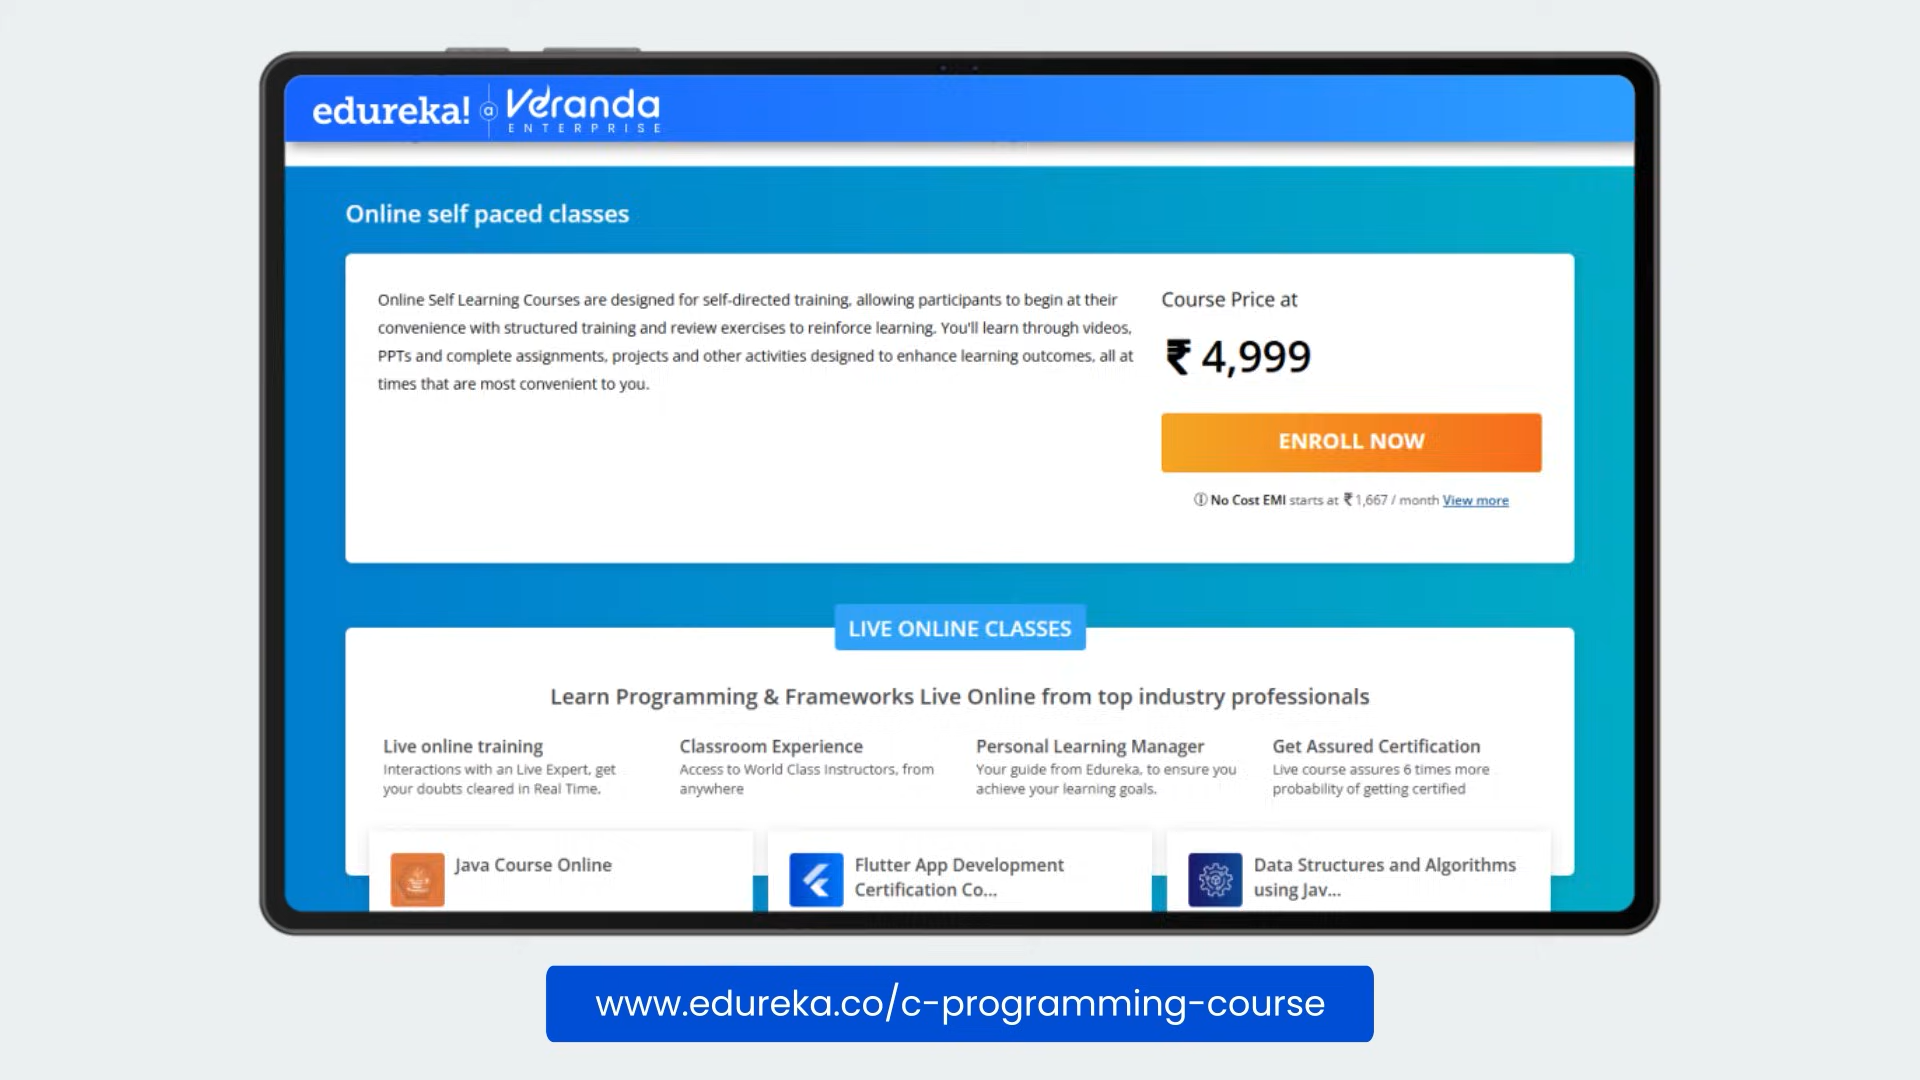 edureka! a Veranda
ENTERPRISE
Online self paced classes
Online Self Learning Courses are designed for self-directed training, allowing participants to begin at their
convenience with structured training and review exercises to reinforce learning. You'll learn through videos,
PPTs and complete assignments, projects and other activities designed to enhance learning outcomes, all at
times that are most convenient to you.
Course Price at
₹ 4,999
ENROLL NOW
No Cost EMI starts at ₹ 1,667 / month View more
LIVE ONLINE CLASSES
Learn Programming & Frameworks Live Online from top industry professionals
Live online training
Interactions with an Live Expert, get
your doubts cleared in Real Time.
Classroom Experience
Access to World Class Instructors, from
anywhere
Personal Learning Manager
Your guide from Edureka, to ensure you
achieve your learning goals.
Get Assured Certification
Live course assures 6 times more
probability of getting certified
Java Course Online
Flutter App Development
Certification Co...
Data Structures and Algorithms
using Jav...
www.edureka.co/c-programming-course